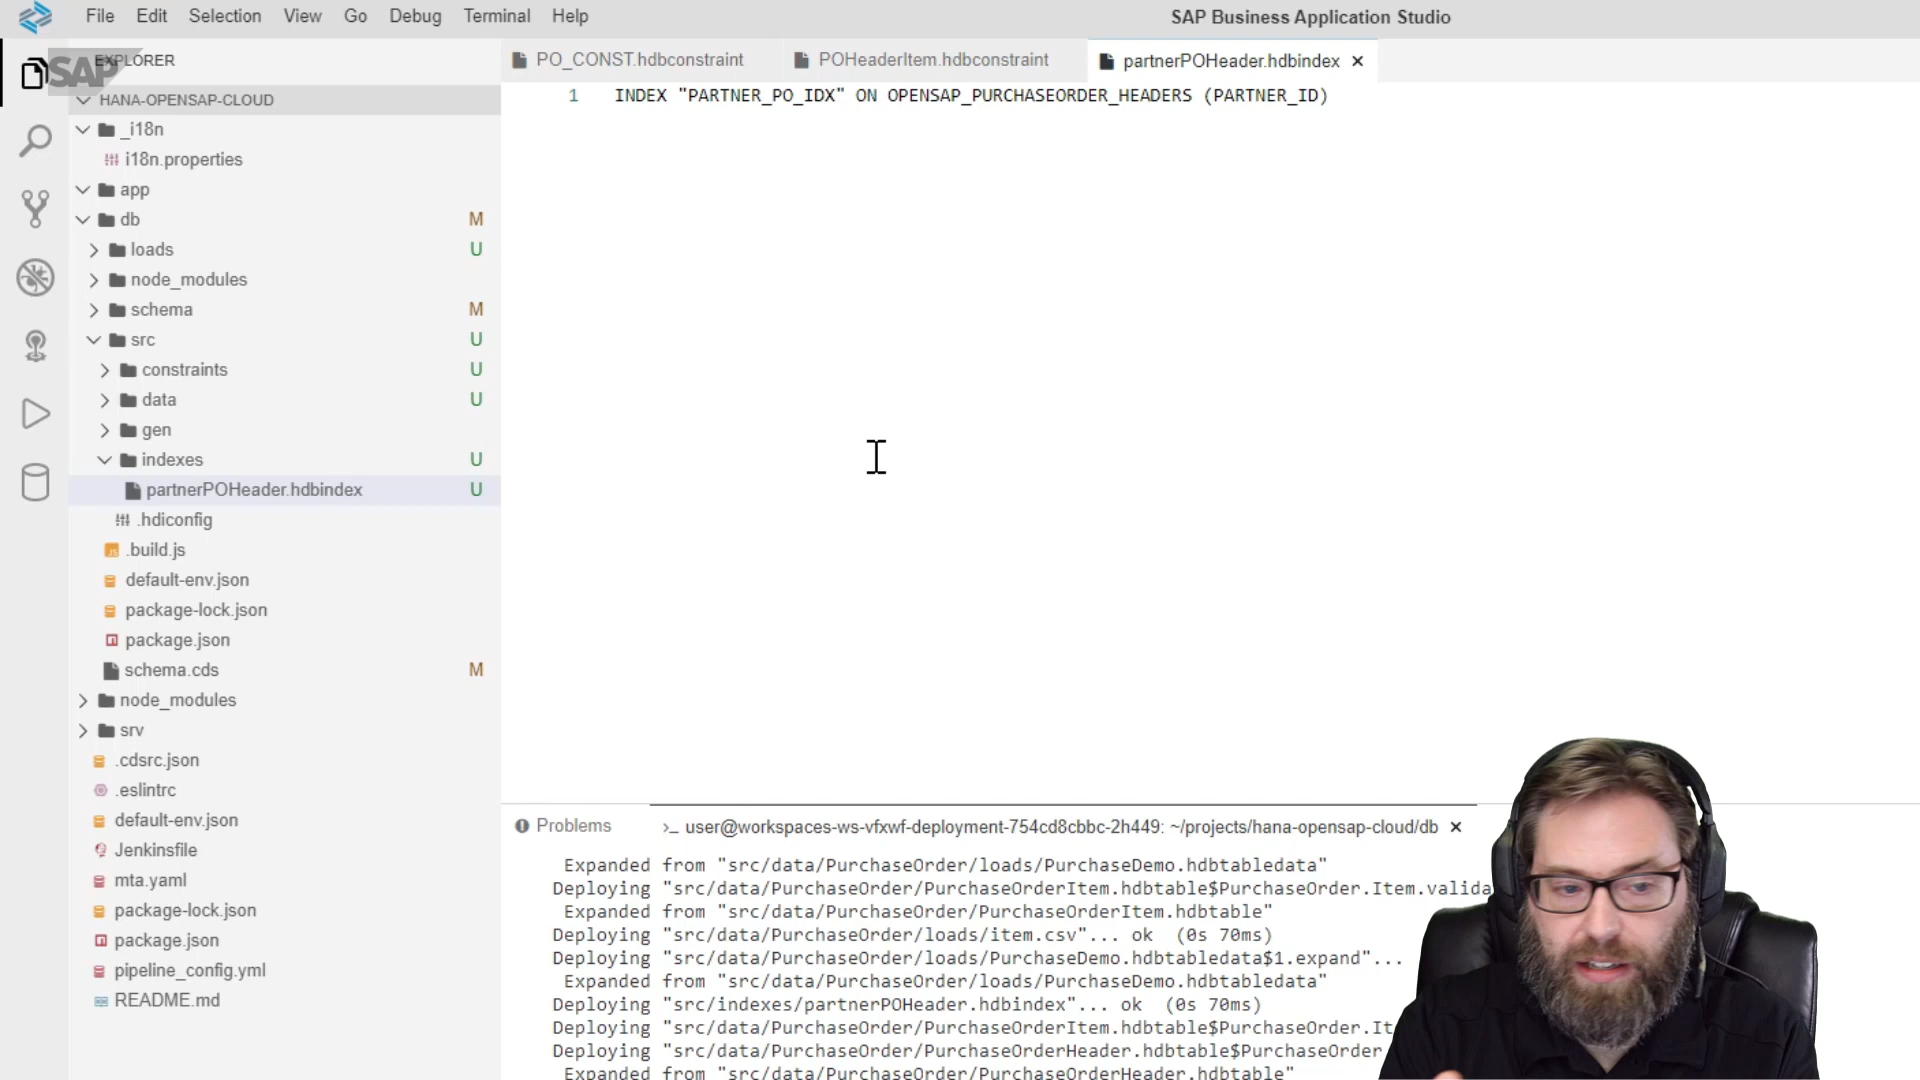 File Edit Selection View Go Debug Terminal Help
SAP Business Application Studio
SAP
EXPLORER
PO_CONST.hdbconstraint
POHeaderItem.hdbconstraint
partnerPOHeader.hdbindex
HANA-OPENSAP-CLOUD
1 INDEX "PARTNER_PO_IDX" ON OPENSAP_PURCHASEORDER_HEADERS (PARTNER_ID)
_i18n
i18n.properties
app
db M
loads U
node_modules
schema M
src U
constraints U
data U
gen
indexes U
partnerPOHeader.hdbindex U
.hdiconfig
JS .build.js
default-env.json
package-lock.json
package.json
schema.cds M
node_modules
srv
.cdsrc.json
.eslintrc
default-env.json
Jenkinsfile
mta.yaml
package-lock.json
package.json
pipeline_config.yml
README.md
Problems
>_ user@workspaces-ws-vfxwf-deployment-754cd8cbbc-2h449: ~/projects/hana-opensap-cloud/db
Expanded from "src/data/PurchaseOrder/loads/PurchaseDemo.hdbtabledata"
Deploying "src/data/PurchaseOrder/PurchaseOrderItem.hdbtable$PurchaseOrder.Item.valida
Expanded from "src/data/PurchaseOrder/PurchaseOrderItem.hdbtable"
Deploying "src/data/PurchaseOrder/loads/item.csv"... ok (0s 70ms)
Deploying "src/data/PurchaseOrder/loads/PurchaseDemo.hdbtabledata$1.expand"...
Expanded from "src/data/PurchaseOrder/loads/PurchaseDemo.hdbtabledata"
Deploying "src/indexes/partnerPOHeader.hdbindex"... ok (0s 70ms)
Deploying "src/data/PurchaseOrder/PurchaseOrderItem.hdbtable$PurchaseOrder.Ite
Deploying "src/data/PurchaseOrder/PurchaseOrderHeader.hdbtable$PurchaseOrder
Expanded from "src/data/PurchaseOrder/PurchaseOrderHeader.hdbtable"